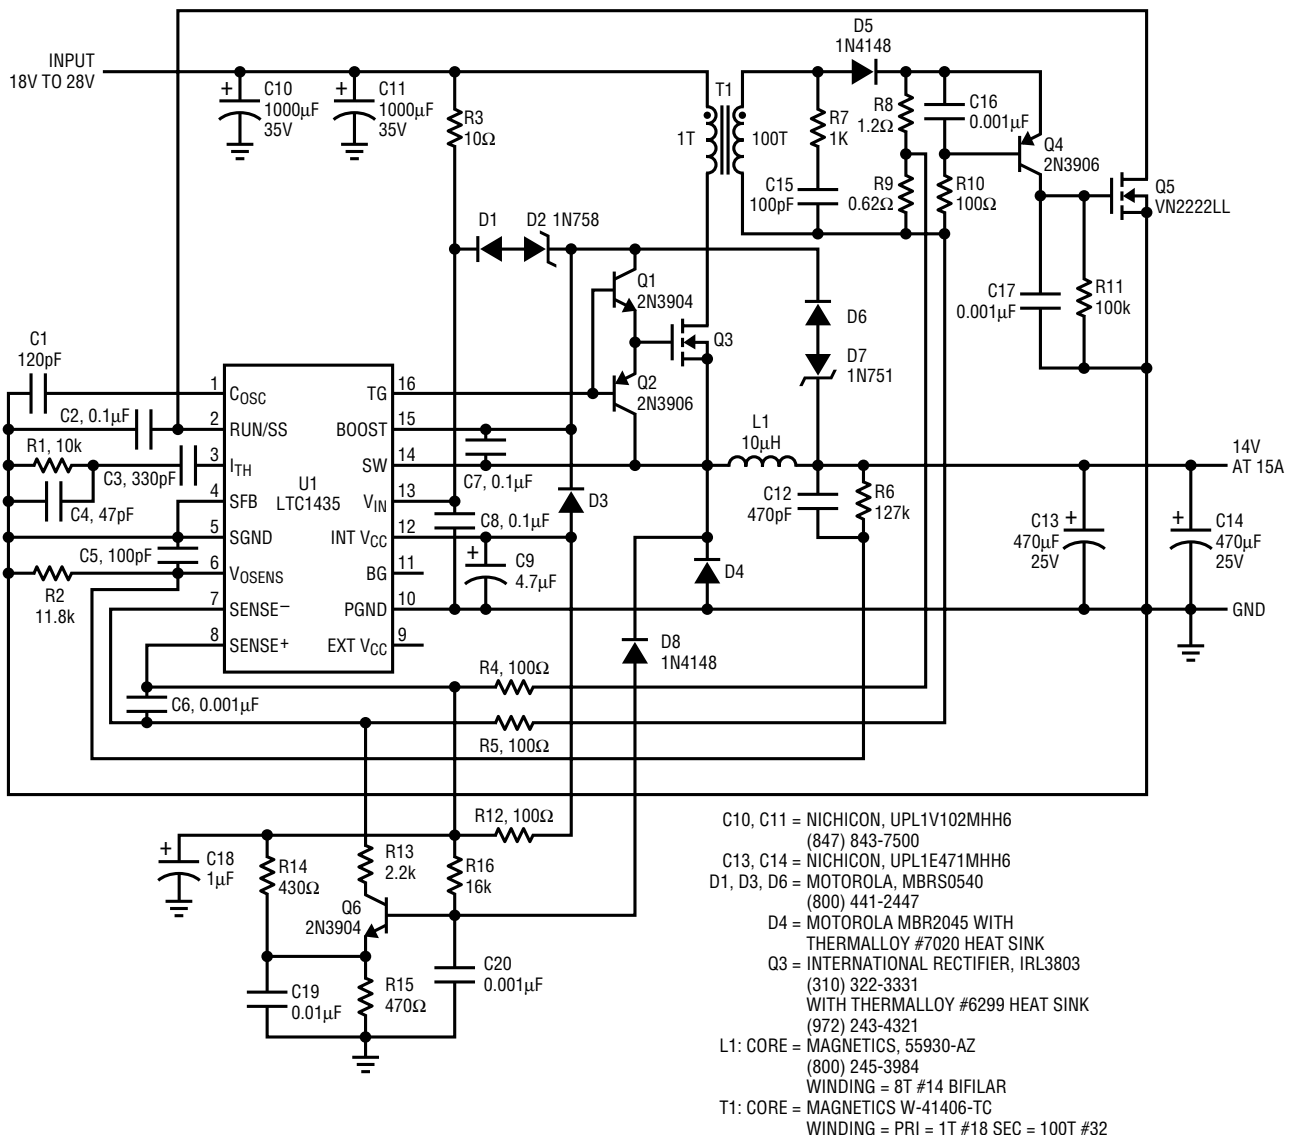 INPUT
18V TO 28V
+
C10
1000µF
35V
+
C11
1000µF
35V
R3
10Ω
T1
1T
100T
D5
1N4148
R7
1K
C15
100pF
R8
1.2Ω
R9
0.62Ω
C16
0.001µF
R10
100Ω
Q4
2N3906
Q5
VN2222LL
C17
0.001µF
R11
100k
D1
D2 1N758
Q1
2N3904
Q3
Q2
2N3906
D6
D7
1N751
C1
120pF
C2, 0.1µF
R1, 10k
C3, 330pF
C4, 47pF
C5, 100pF
R2
11.8k
1
COSC
2
RUN/SS
3
ITH
4
SFB
5
SGND
6
VOSENS
7
SENSE–
8
SENSE+
U1
LTC1435
TG
16
BOOST
15
SW
14
VIN
13
INT VCC
12
BG
11
PGND
10
EXT VCC
9
C7, 0.1µF
C8, 0.1µF
+
C9
4.7µF
D3
L1
10µH
C12
470pF
R6
127k
14V
AT 15A
+
C13
470µF
25V
+
C14
470µF
25V
GND
D4
D8
1N4148
C6, 0.001µF
R4, 100Ω
R5, 100Ω
R12, 100Ω
+
C18
1µF
R14
430Ω
R13
2.2k
R16
16k
Q6
2N3904
C19
0.01µF
R15
470Ω
C20
0.001µF
C10, C11 = NICHICON, UPL1V102MHH6
(847) 843-7500
C13, C14 = NICHICON, UPL1E471MHH6
D1, D3, D6 = MOTOROLA, MBRS0540
(800) 441-2447
D4 = MOTOROLA MBR2045 WITH
THERMALLOY #7020 HEAT SINK
Q3 = INTERNATIONAL RECTIFIER, IRL3803
(310) 322-3331
WITH THERMALLOY #6299 HEAT SINK
(972) 243-4321
L1: CORE = MAGNETICS, 55930-AZ
(800) 245-3984
WINDING = 8T #14 BIFILAR
T1: CORE = MAGNETICS W-41406-TC
WINDING = PRI = 1T #18 SEC = 100T #32